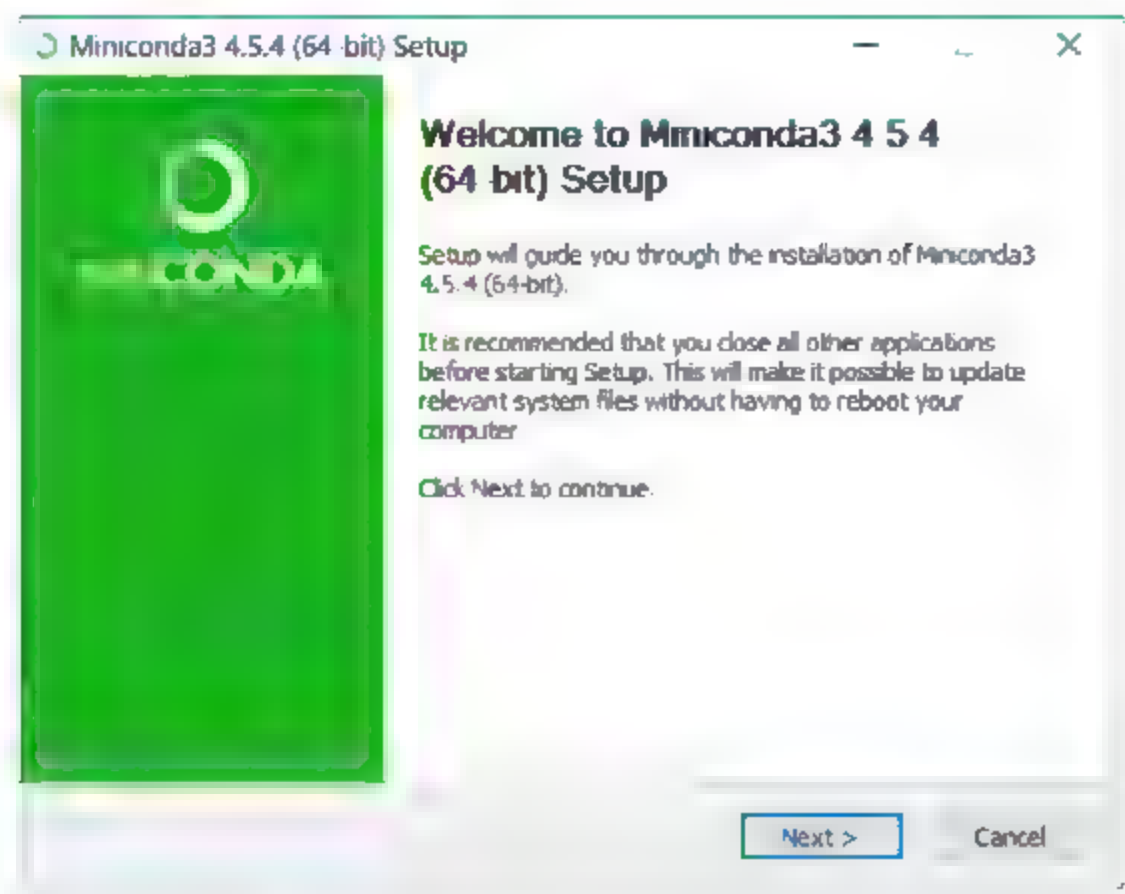 Miniconda3 4.5.4 (64-bit) Setup
CONDA
Welcome to Miniconda3 4.5.4
(64-bit) Setup
Setup will guide you through the installation of Miniconda3
4.5.4 (64-bit).
It is recommended that you close all other applications
before starting Setup. This will make it possible to update
relevant system files without having to reboot your
computer.
Click Next to continue.
Next >
Cancel